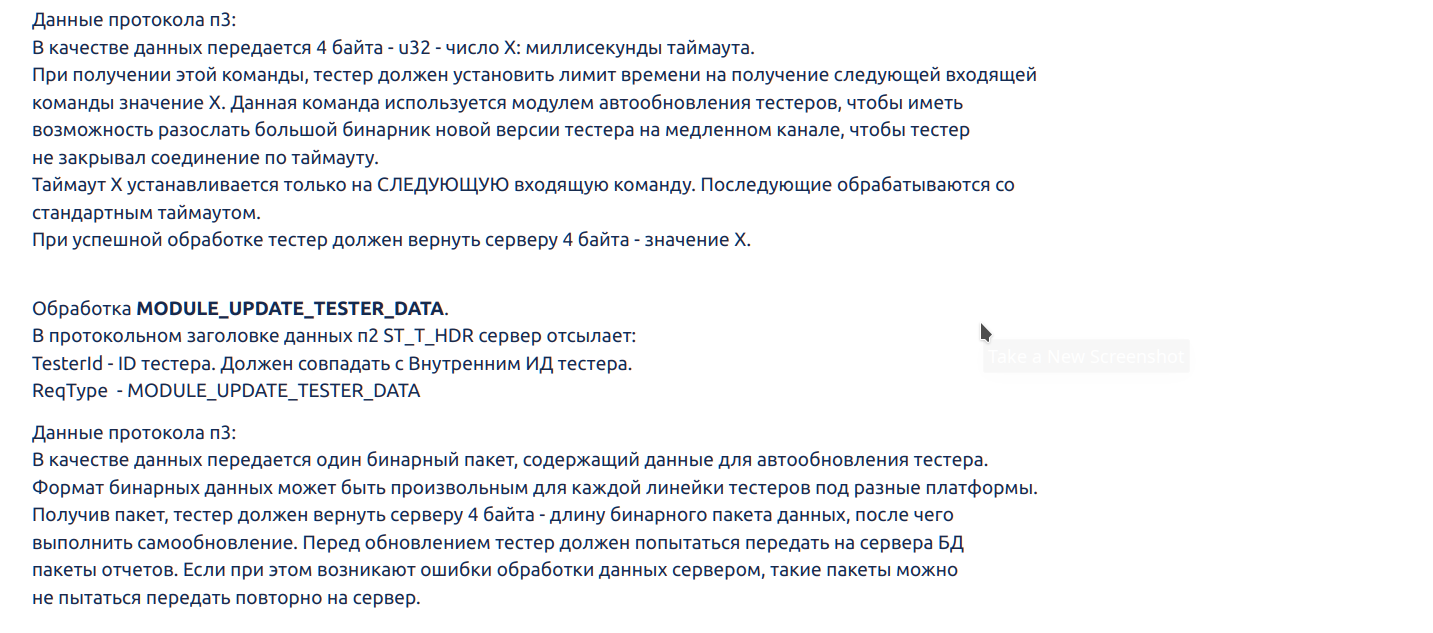 Данные протокола п3:
В качестве данных передается 4 байта - u32 - число X: миллисекунды таймаута.
При получении этой команды, тестер должен установить лимит времени на получение следующей входящей
команды значение X. Данная команда используется модулем автообновления тестеров, чтобы иметь
возможность разослать большой бинарник новой версии тестера на медленном канале, чтобы тестер
не закрывал соединение по таймауту.
Таймаут X устанавливается только на СЛЕДУЮЩУЮ входящую команду. Последующие обрабатываются со
стандартным таймаутом.
При успешной обработке тестер должен вернуть серверу 4 байта - значение X.
Обработка MODULE_UPDATE_TESTER_DATA.
В протокольном заголовке данных п2 ST_T_HDR сервер отсылает:
Take a New Screenshot
TesterId - ID тестера. Должен совпадать с Внутренним ИД тестера.
ReqType - MODULE_UPDATE_TESTER_DATA
Данные протокола п3:
В качестве данных передается один бинарный пакет, содержащий данные для автообновления тестера.
Формат бинарных данных может быть произвольным для каждой линейки тестеров под разные платформы.
Получив пакет, тестер должен вернуть серверу 4 байта - длину бинарного пакета данных, после чего
выполнить самообновление. Перед обновлением тестер должен попытаться передать на сервера БД
пакеты отчетов. Если при этом возникают ошибки обработки данных сервером, такие пакеты можно
не пытаться передать повторно на сервер.